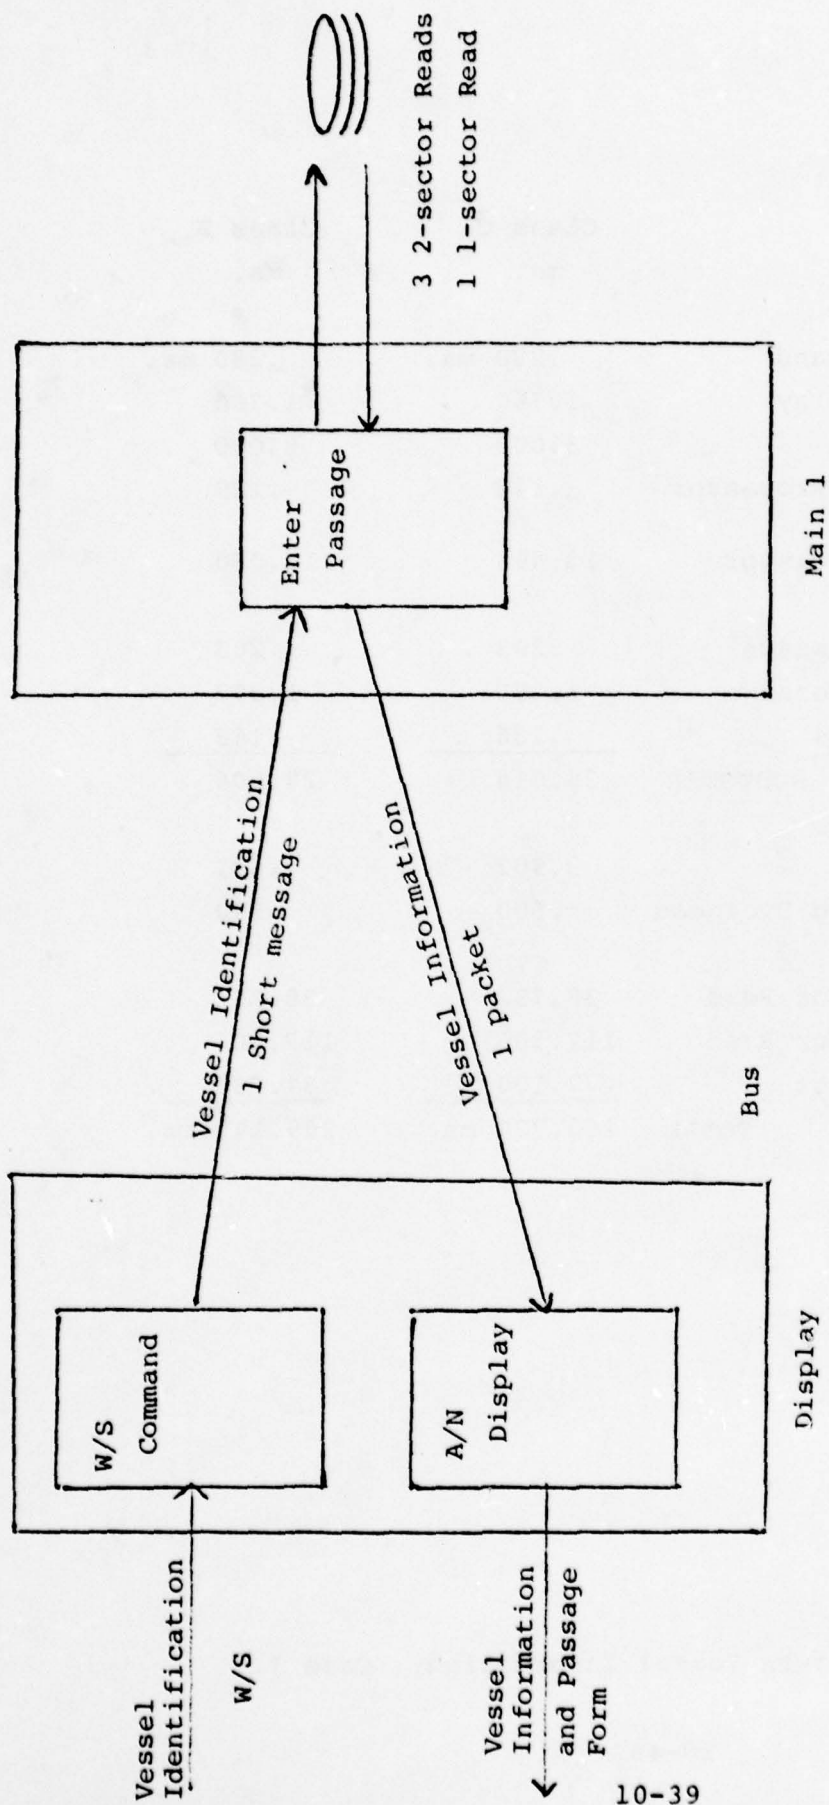 Vessel
Identification
W/S
Vessel
Information
and Passage
Form
W/S
Command
A/N
Display
Display
Vessel Identification
1 Short message
Vessel Information
1 packet
Bus
Enter
Passage
Main 1
3 2-sector Reads
1 1-sector Read
10-39